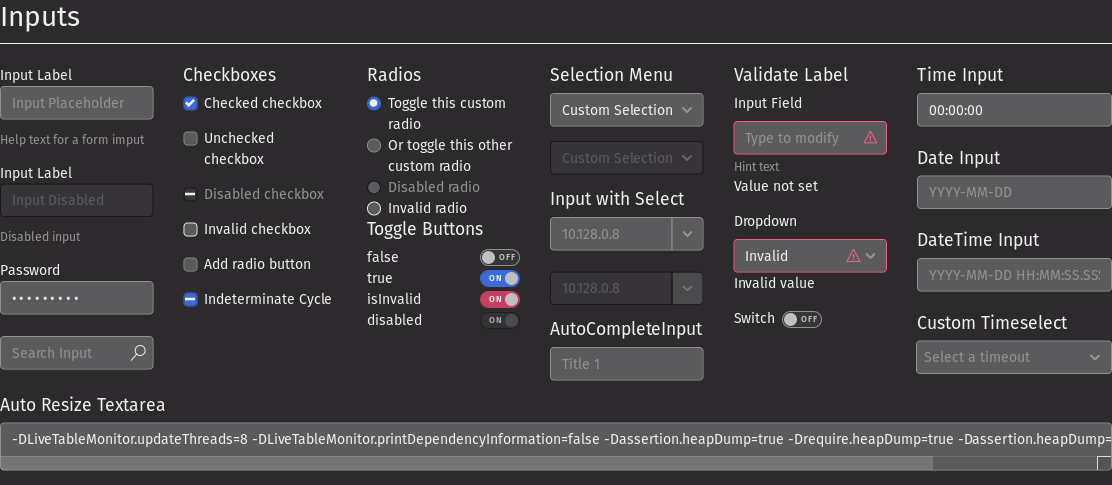 Inputs
Input Label
Input Placeholder
Help text for a form imput
Input Label
Input Disabled
Disabled input
Password
•••••••••
Search Input
Checkboxes
Checked checkbox
Unchecked
checkbox
Disabled checkbox
Invalid checkbox
Add radio button
Indeterminate Cycle
Radios
Toggle this custom
radio
Or toggle this other
custom radio
Disabled radio
Invalid radio
Toggle Buttons
false OFF
true ON
isInvalid ON
disabled ON
Selection Menu
Custom Selection
Custom Selection
Input with Select
10.128.0.8
10.128.0.8
AutoCompleteInput
Title 1
Validate Label
Input Field
Type to modify
Hint text
Value not set
Dropdown
Invalid
Invalid value
Switch OFF
Time Input
00:00:00
Date Input
YYYY-MM-DD
DateTime Input
YYYY-MM-DD HH:MM:SS.SS
Custom Timeselect
Select a timeout
Auto Resize Textarea
-DLiveTableMonitor.updateThreads=8 -DLiveTableMonitor.printDependencyInformation=false -Dassertion.heapDump=true -Drequire.heapDump=true -Dassertion.heapDump=